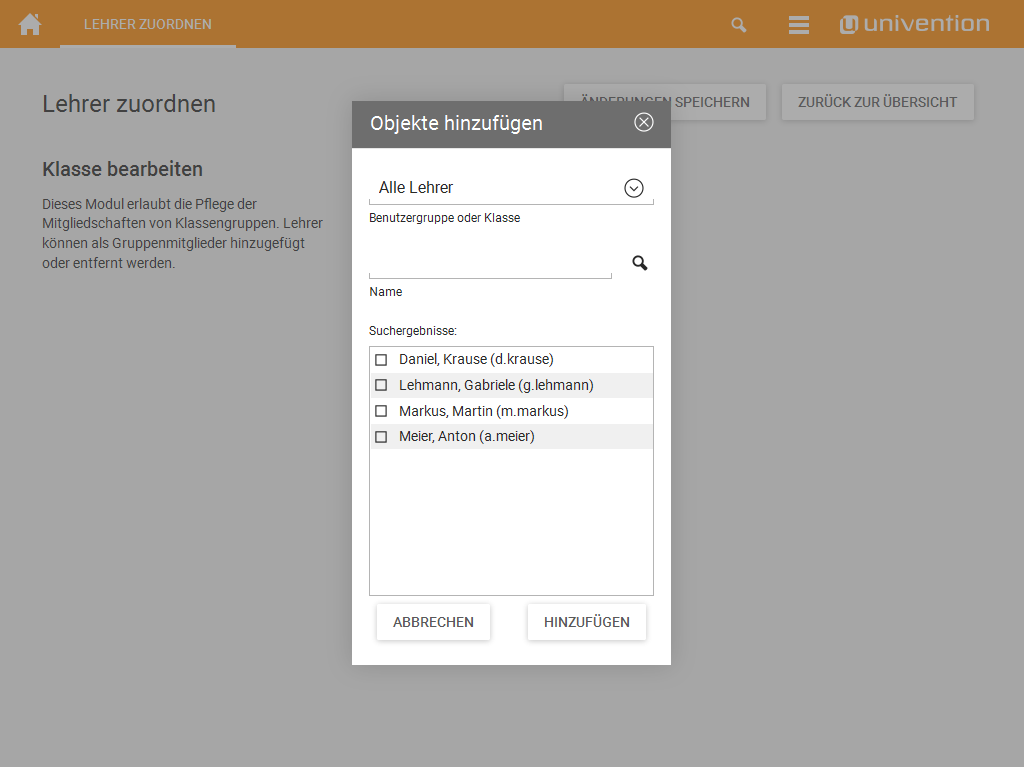 LEHRER ZUORDNEN
univention
Lehrer zuordnen
ÄNDERUNGEN SPEICHERN
ZURÜCK ZUR ÜBERSICHT
Klasse bearbeiten
Dieses Modul erlaubt die Pflege der
Mitgliedschaften von Klassengruppen. Lehrer
können als Gruppenmitglieder hinzugefügt
oder entfernt werden.
Objekte hinzufügen
Alle Lehrer
Benutzergruppe oder Klasse
Name
Suchergebnisse:
Daniel, Krause (d.krause)
Lehmann, Gabriele (g.lehmann)
Markus, Martin (m.markus)
Meier, Anton (a.meier)
ABBRECHEN
HINZUFÜGEN